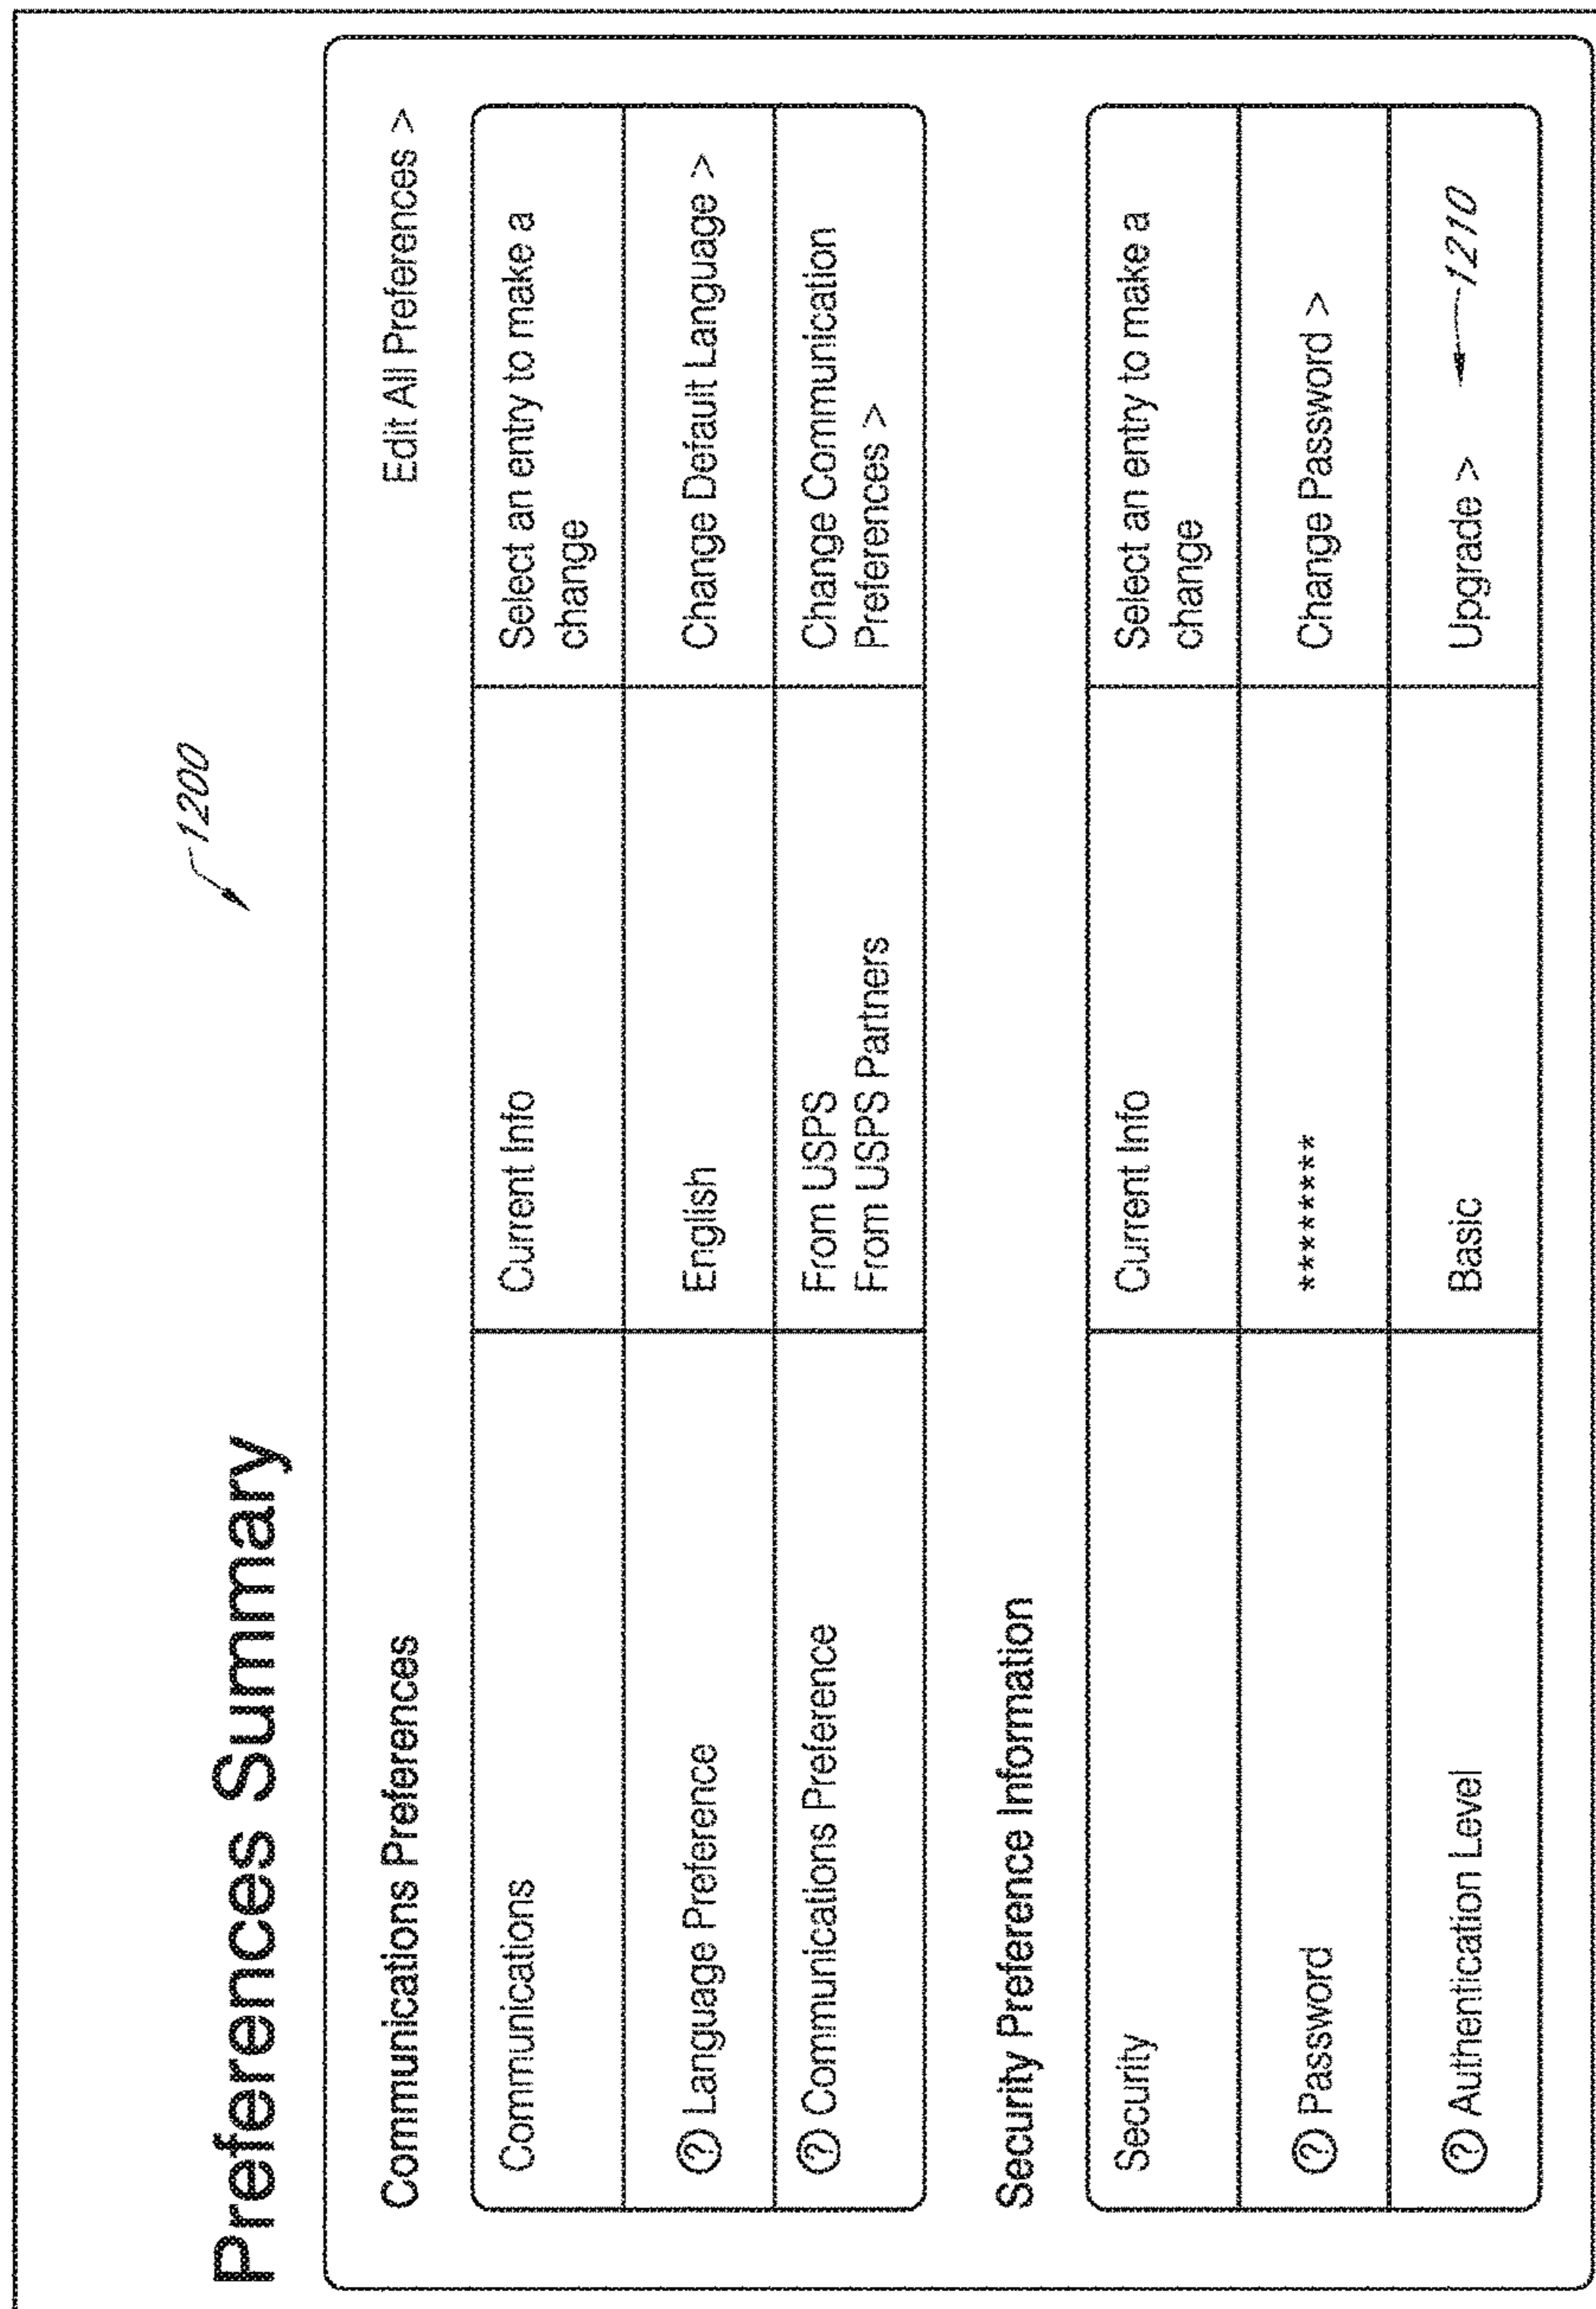 Preferences Summary
1200
Communications Preferences
Edit All Preferences >
Communications
Current Info
Select an entry to make a
change
? Language Preference
English
Change Default Language >
? Communications Preference
From USPS
From USPS Partners
Change Communication
Preferences >
Security Preference Information
Security
Current Info
Select an entry to make a
change
? Password
********
Change Password >
? Authentication Level
Basic
Upgrade >
1210